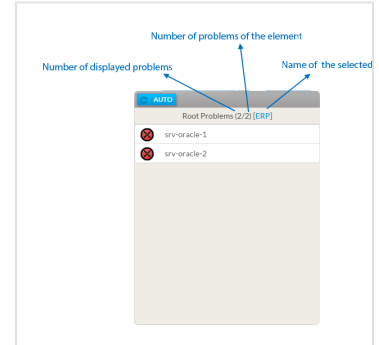 Number of problems of the element
Number of displayed problems
Name of the selected
AUTO
Root Problems (2/2) [ERP]
srv-oracle-1
srv-oracle-2